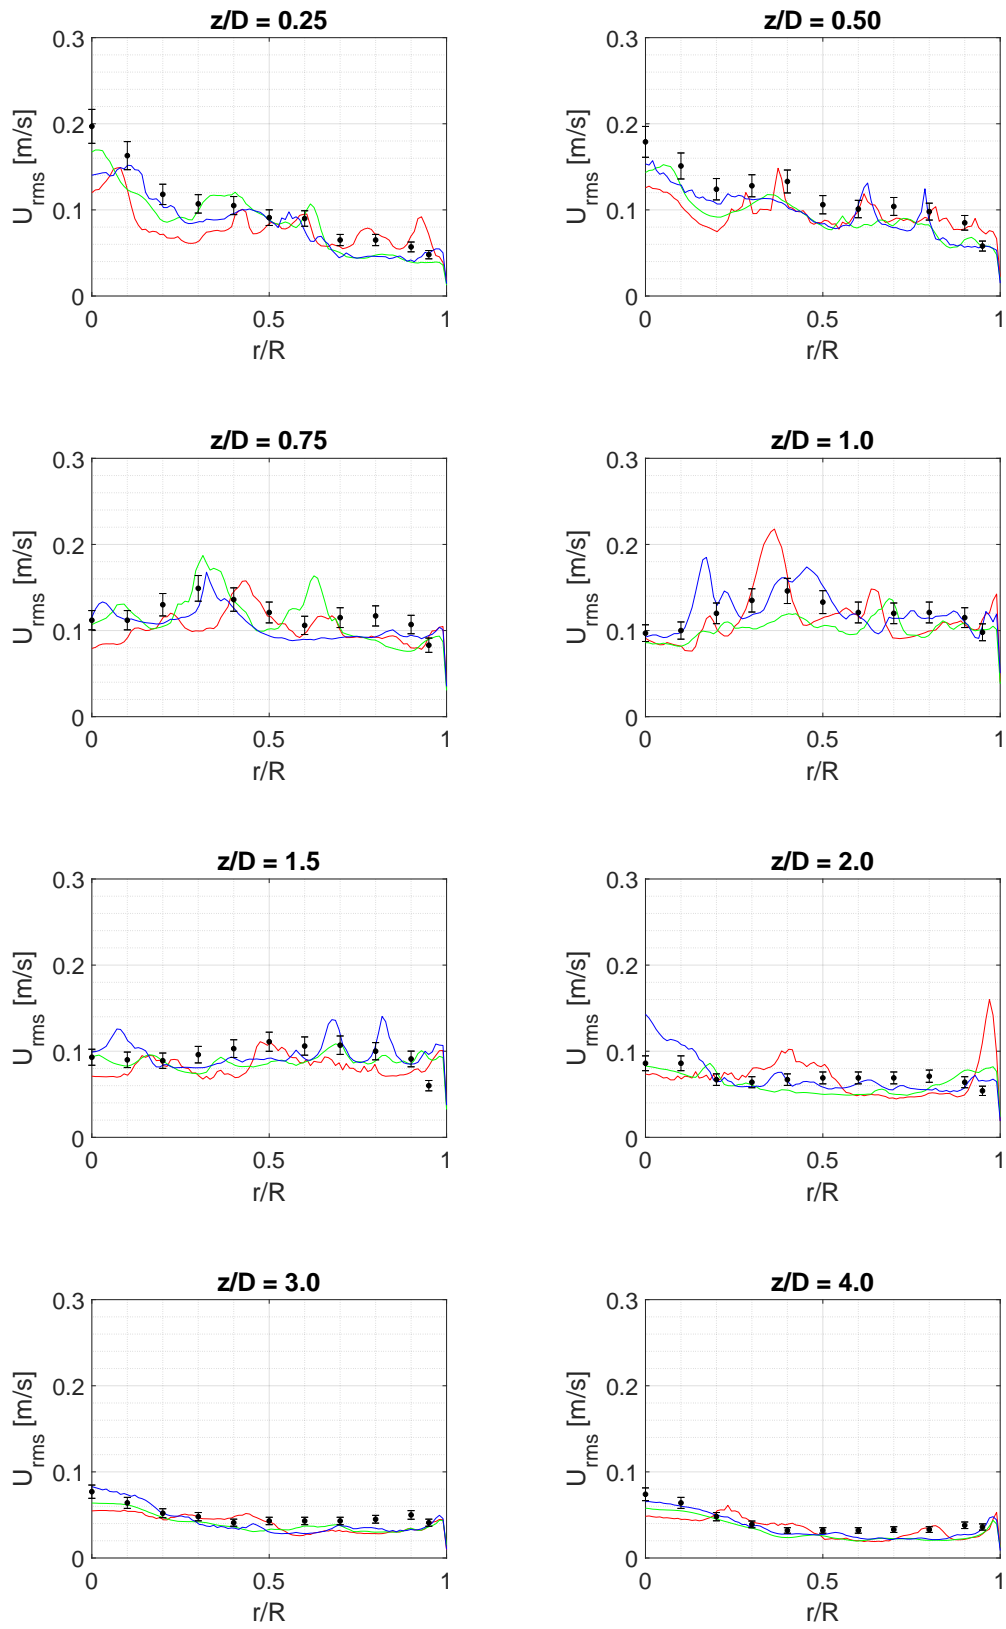 z/D = 0.25
0.3
0.2
0.1
0
U_rms [m/s]
0
0.5
1
r/R
z/D = 0.50
0.3
0.2
0.1
0
U_rms [m/s]
0
0.5
1
r/R
z/D = 0.75
0.3
0.2
0.1
0
U_rms [m/s]
0
0.5
1
r/R
z/D = 1.0
0.3
0.2
0.1
0
U_rms [m/s]
0
0.5
1
r/R
z/D = 1.5
0.3
0.2
0.1
0
U_rms [m/s]
0
0.5
1
r/R
z/D = 2.0
0.3
0.2
0.1
0
U_rms [m/s]
0
0.5
1
r/R
z/D = 3.0
0.3
0.2
0.1
0
U_rms [m/s]
0
0.5
1
r/R
z/D = 4.0
0.3
0.2
0.1
0
U_rms [m/s]
0
0.5
1
r/R